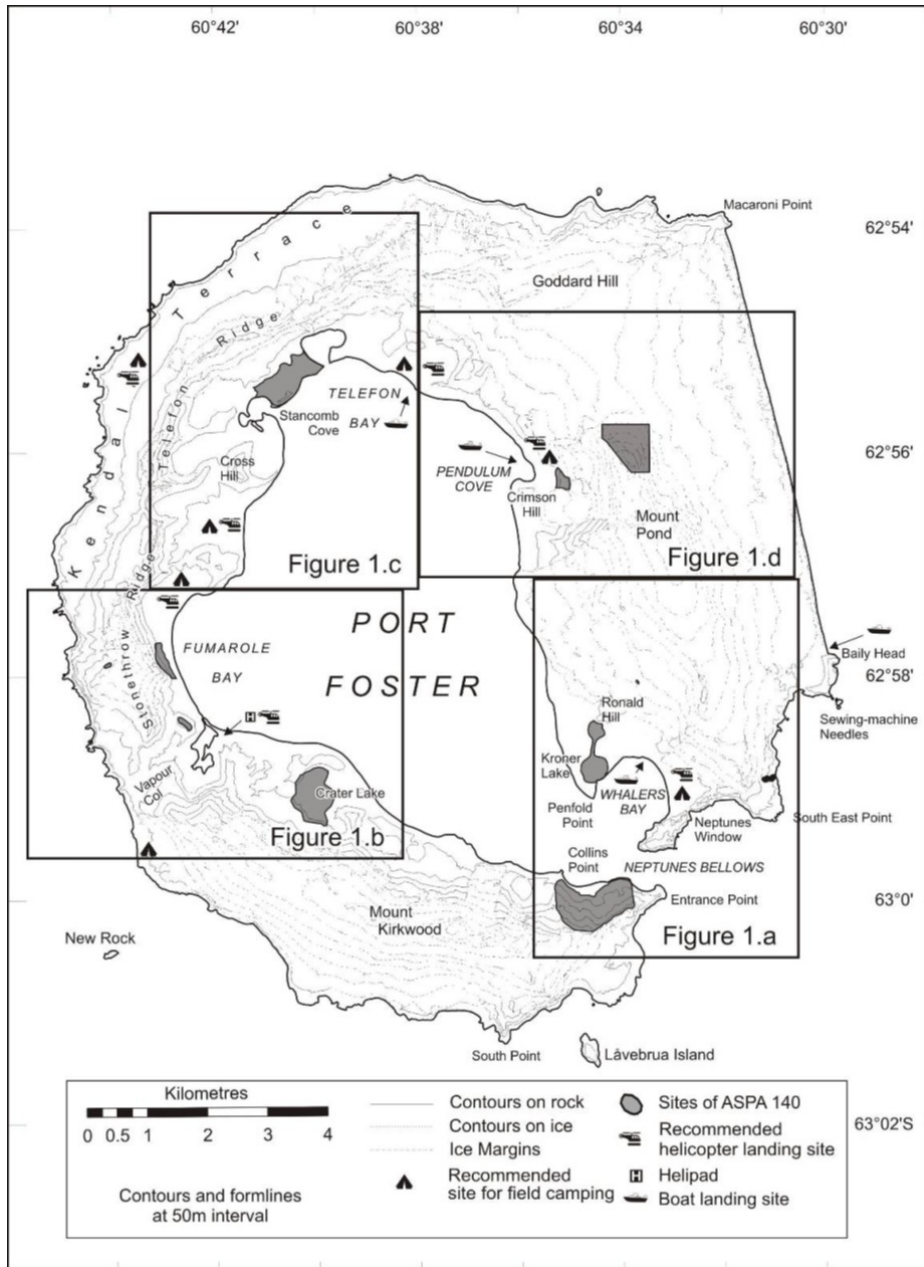 60°42'
60°38'
60°34'
60°30'
Macaroni Point
62°54'
Kendall Terrace
Goddard Hill
Telefon Ridge
TELEFON
BAY
Stancomb
Cove
62°56'
PENDULUM
COVE
Cross
Hill
Crimson
Hill
Mount
Pond
Figure 1.c
Figure 1.d
PORT
FOSTER
Stonethrow Ridge
FUMAROLE
BAY
Baily Head
62°58'
Ronald
Hill
Sewing-machine
Needles
H
Kroner
Lake
Vapour
Col
Crater Lake
WHALERS
BAY
Penfold
Point
Neptunes
Window
South East Point
Figure 1.b
Collins
Point
NEPTUNES BELLOWS
63°0'
Entrance Point
Mount
Kirkwood
New Rock
Figure 1.a
South Point
Låvebrua Island
Kilometres
0 0.5 1 2 3 4
Contours and formlines
at 50m interval
Contours on rock
Contours on ice
Ice Margins
Recommended
site for field camping
Sites of ASPA 140
Recommended
helicopter landing site
H
Helipad
Boat landing site
63°02'S